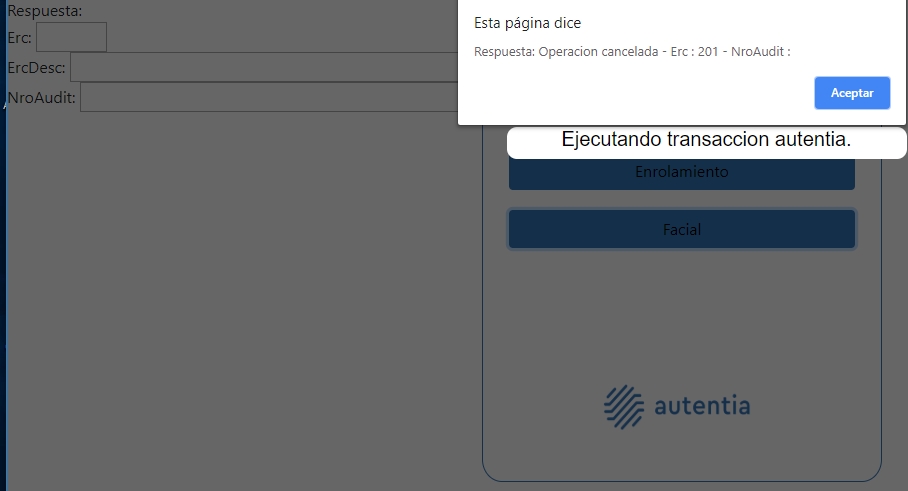 Respuesta:
Erc:
ErcDesc:
NroAudit:
Esta página dice
Respuesta: Operacion cancelada - Erc : 201 - NroAudit :
Aceptar
Ejecutando transaccion autentia.
Enrolamiento
Facial
autentia